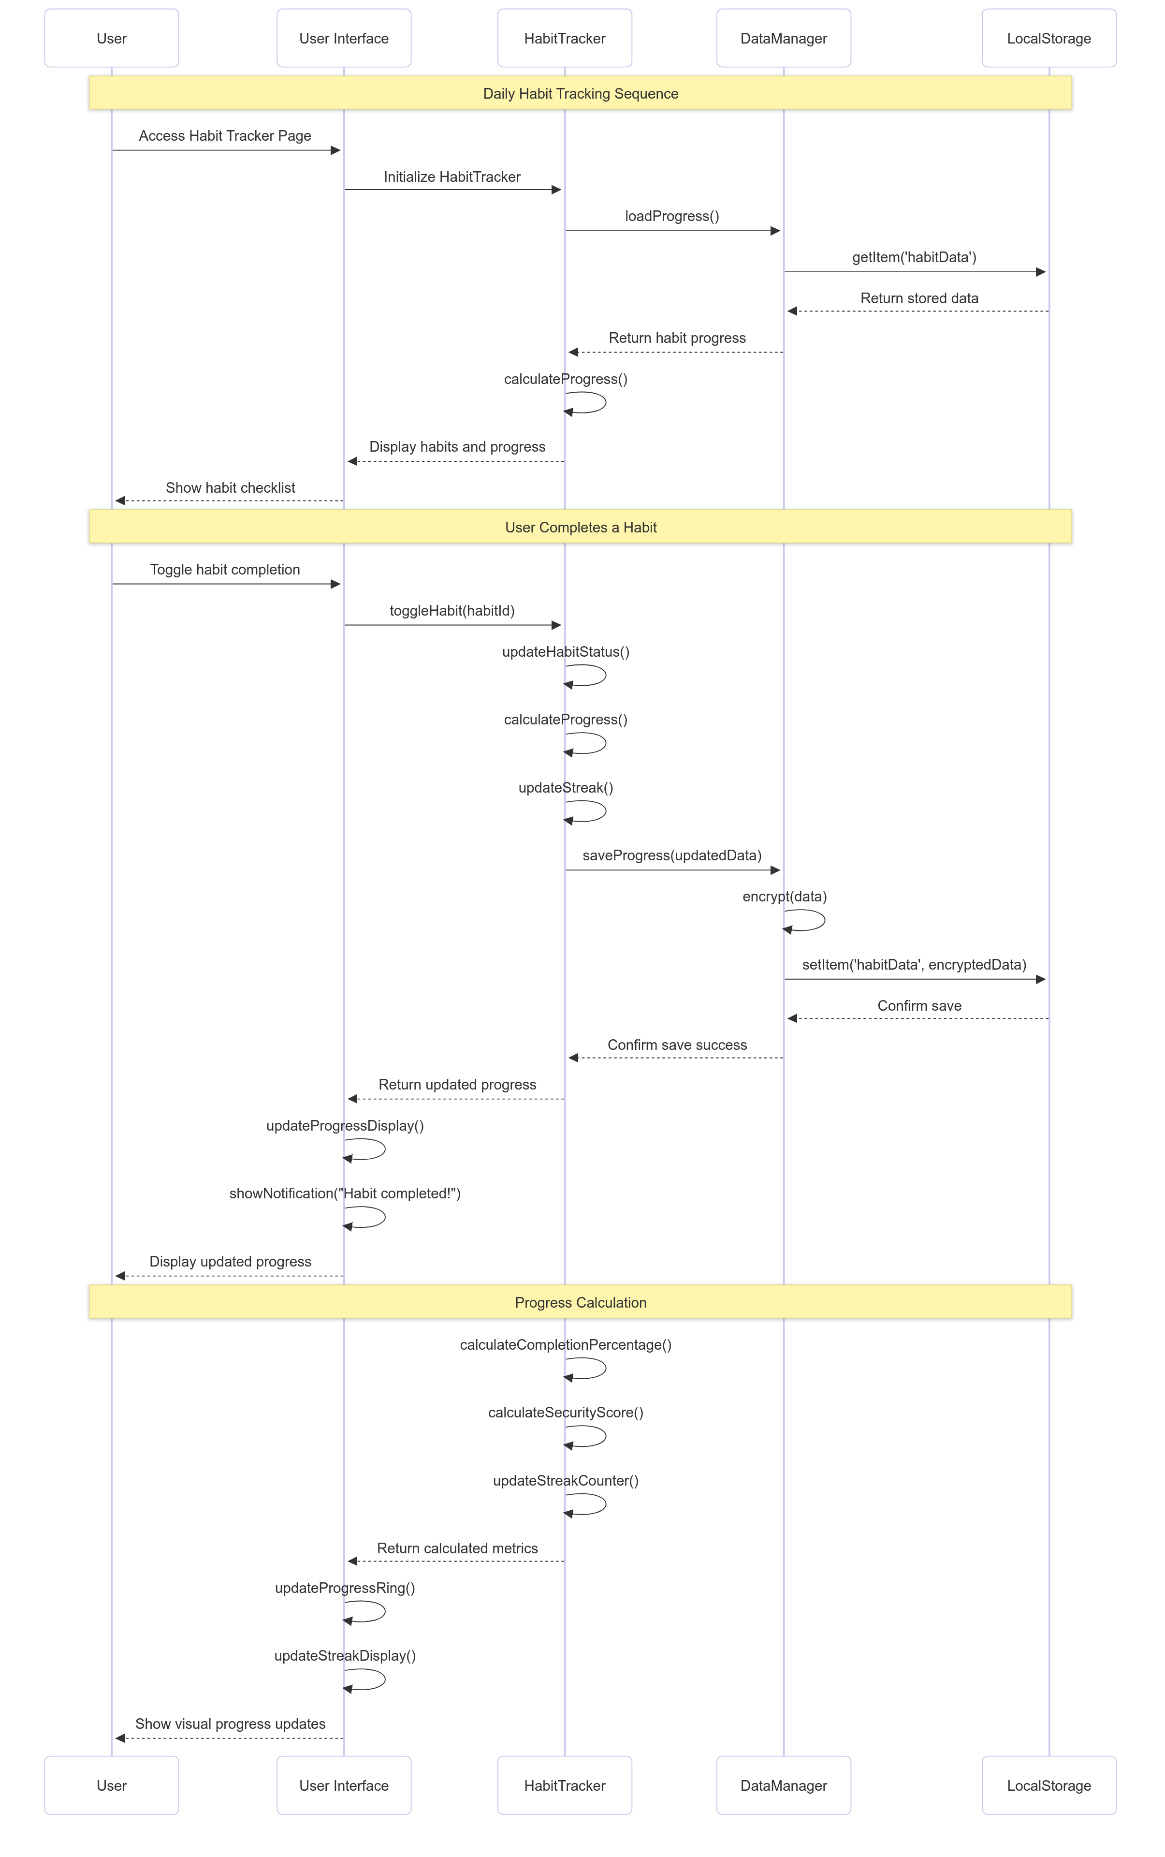 User
User Interface
HabitTracker
DataManager
LocalStorage
Daily Habit Tracking Sequence
Access Habit Tracker Page
Initialize HabitTracker
loadProgress()
getItem('habitData')
Return stored data
Return habit progress
calculateProgress()
Display habits and progress
Show habit checklist
User Completes a Habit
Toggle habit completion
toggleHabit(habitId)
updateHabitStatus()
calculateProgress()
updateStreak()
saveProgress(updatedData)
encrypt(data)
setItem('habitData', encryptedData)
Confirm save
Confirm save success
Return updated progress
updateProgressDisplay()
showNotification("Habit completed!")
Display updated progress
Progress Calculation
calculateCompletionPercentage()
calculateSecurityScore()
updateStreakCounter()
Return calculated metrics
updateProgressRing()
updateStreakDisplay()
Show visual progress updates
User
User Interface
HabitTracker
DataManager
LocalStorage